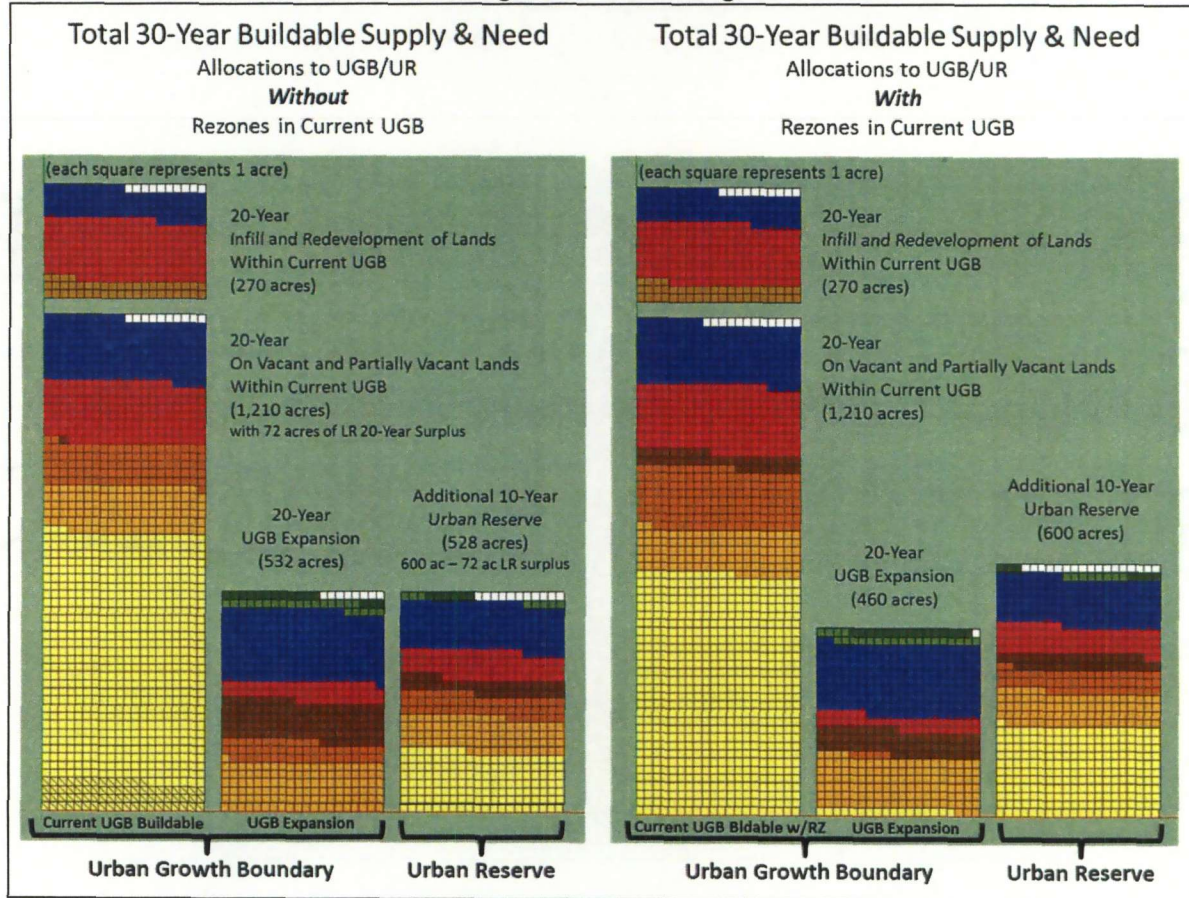 Total 30-Year Buildable Supply & Need
Allocations to UGB/UR
Without
Rezones in Current UGB
(each square represents 1 acre)
20-Year
Infill and Redevelopment of Lands
Within Current UGB
(270 acres)
20-Year
On Vacant and Partially Vacant Lands
Within Current UGB
(1,210 acres)
with 72 acres of LR 20-Year Surplus
20-Year
UGB Expansion
(532 acres)
Additional 10-Year
Urban Reserve
(528 acres)
600 ac – 72 ac LR surplus
Current UGB Buildable
UGB Expansion
Urban Growth Boundary
Urban Reserve
Total 30-Year Buildable Supply & Need
Allocations to UGB/UR
With
Rezones in Current UGB
(each square represents 1 acre)
20-Year
Infill and Redevelopment of Lands
Within Current UGB
(270 acres)
20-Year
On Vacant and Partially Vacant Lands
Within Current UGB
(1,210 acres)
20-Year
UGB Expansion
(460 acres)
Additional 10-Year
Urban Reserve
(600 acres)
Current UGB Bldable w/RZ
UGB Expansion
Urban Growth Boundary
Urban Reserve